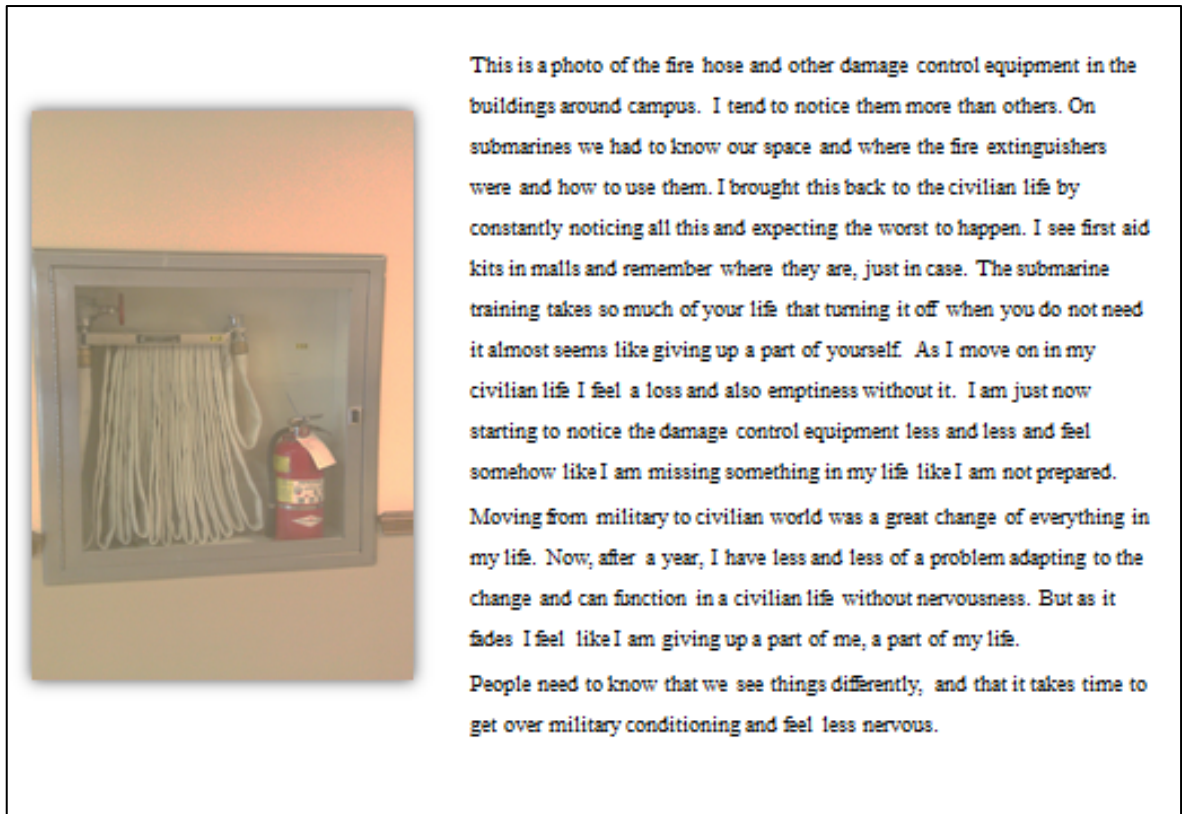 This is a photo of the fire hose and other damage control equipment in the
buildings around campus.  I tend to notice them more than others. On
submarines we had to know our space and where the fire extinguishers
were and how to use them. I brought this back to the civilian life by
constantly noticing all this and expecting the worst to happen. I see first aid
kits in malls and remember where they are, just in case.  The submarine
training takes so much of your life that turning it off when you do not need
it almost seems like giving up a part of yourself.  As I move on in my
civilian life I feel a loss and also emptiness without it.  I am just now
starting to notice the damage control equipment less and less and feel
somehow like I am missing something in my life like I am not prepared.
Moving from military to civilian world was a great change of everything in
my life.  Now, after a year, I have less and less of a problem adapting to the
change and can function in a civilian life without nervousness. But as it
fades I feel like I am giving up a part of me, a part of my life.
People need to know that we see things differently, and that it takes time to
get over military conditioning and feel less nervous.